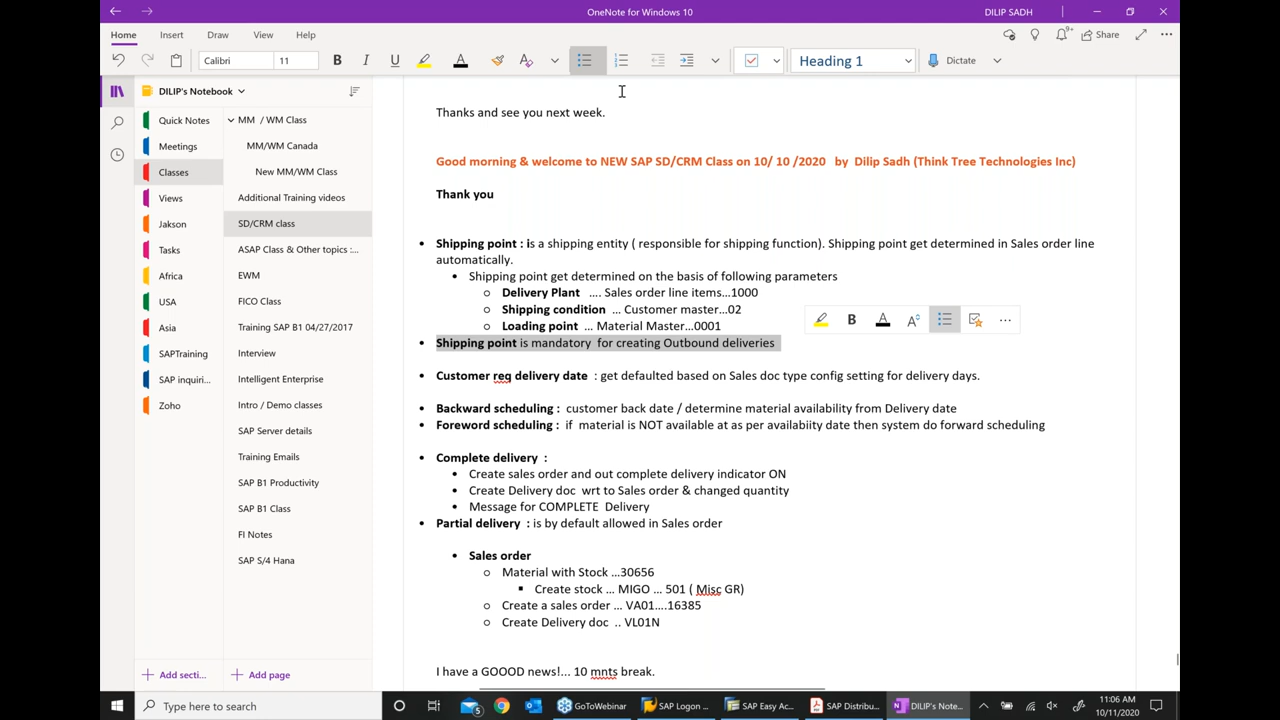 OneNote for Windows 10
DILIP SADH
Home Insert Draw View Help
Share
Calibri 11 B I U A Heading 1 Dictate
DILIP's Notebook
Quick Notes
Meetings
Classes
Views
Jakson
Tasks
Africa
USA
Asia
SAPTraining
SAP inquiri...
Zoho
Add secti...
MM / WM Class
MM/WM Canada
New MM/WM Class
Additional Training videos
SD/CRM class
ASAP Class & Other topics :...
EWM
FICO Class
Training SAP B1 04/27/2017
Interview
Intelligent Enterprise
Intro / Demo classes
SAP Server details
Training Emails
SAP B1 Productivity
SAP B1 Class
FI Notes
SAP S/4 Hana
Add page
Thanks and see you next week.
Good morning & welcome to NEW SAP SD/CRM Class on 10/ 10 /2020 by Dilip Sadh (Think Tree Technologies Inc)
Thank you
• Shipping point : is a shipping entity ( responsible for shipping function). Shipping point get determined in Sales order line
automatically.
• Shipping point get determined on the basis of following parameters
o Delivery Plant .... Sales order line items...1000
o Shipping condition ... Customer master...02
o Loading point ... Material Master...0001
• Shipping point is mandatory for creating Outbound deliveries
B A A
• Customer req delivery date : get defaulted based on Sales doc type config setting for delivery days.
• Backward scheduling : customer back date / determine material availability from Delivery date
• Foreword scheduling : if material is NOT available at as per availabiity date then system do forward scheduling
• Complete delivery :
• Create sales order and out complete delivery indicator ON
• Create Delivery doc wrt to Sales order & changed quantity
• Message for COMPLETE Delivery
• Partial delivery : is by default allowed in Sales order
• Sales order
o Material with Stock ...30656
▪ Create stock ... MIGO ... 501 ( Misc GR)
o Create a sales order ... VA01....16385
o Create Delivery doc .. VL01N
I have a GOOOD news!... 10 mnts break.
Type here to search
5
GoToWebinar
SAP Logon ...
SAP Easy Ac...
SAP Distribu...
DILIP's Note...
11:06 AM
10/11/2020